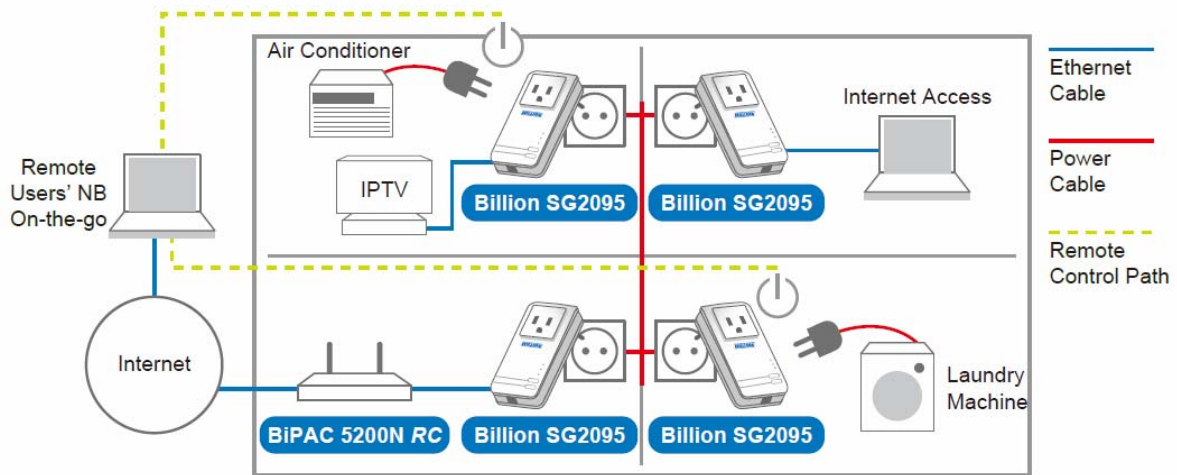 Air Conditioner
IPTV
Billion SG2095
Billion SG2095
Internet Access
Remote
Users' NB
On-the-go
Internet
BiPAC 5200N RC
Billion SG2095
Billion SG2095
Laundry
Machine
Ethernet
Cable
Power
Cable
Remote
Control Path